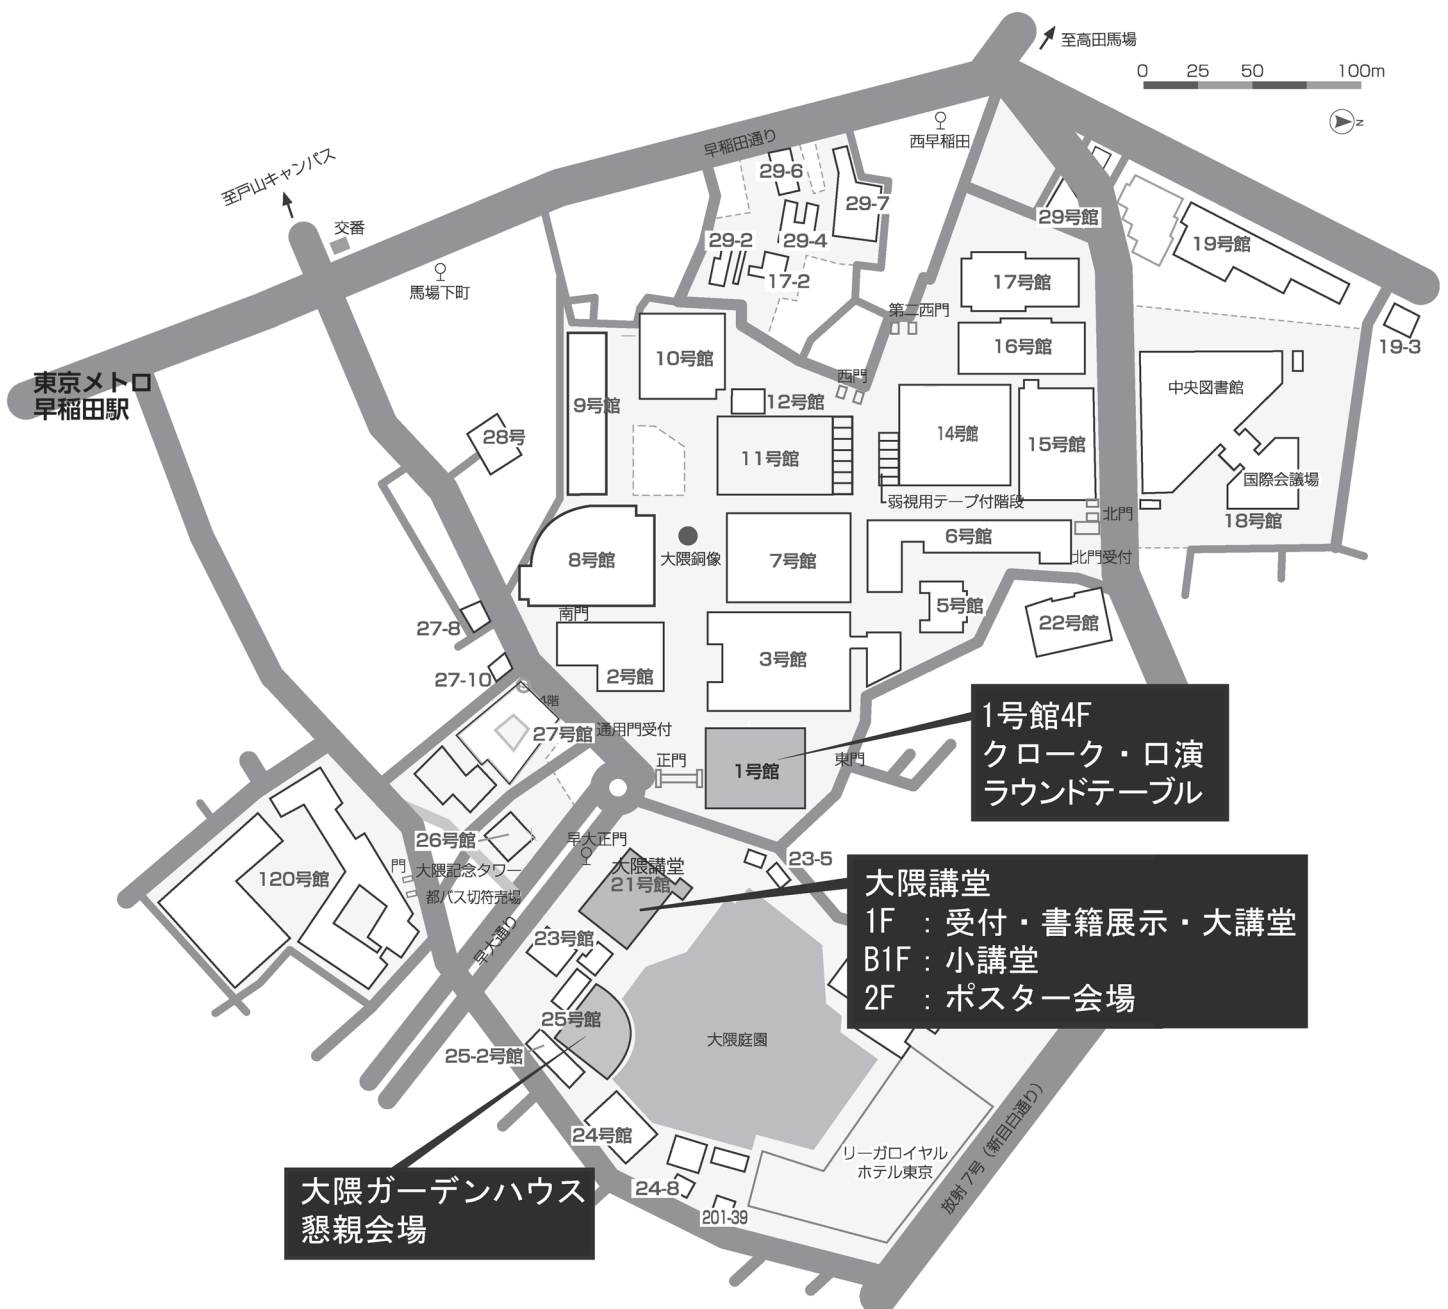 至高田馬場
0 25 50 100m
N
早稲田通り
西早稲田
至戸山キャンパス
交番
馬場下町
29-6
29-7
29-2
29-4
17-2
29号館
19号館
19-3
17号館
第二西門
16号館
10号館
西門
中央図書館
東京メトロ
早稲田駅
9号館
12号館
28号
11号館
14号館
15号館
国際会議場
18号館
弱視用テープ付階段
北門
6号館
北門受付
8号館
大隈銅像
7号館
南門
5号館
22号館
27-8
2号館
3号館
27-10
4階
27号館
通用門受付
正門
1号館
東門
1号館4F
クローク・口演
ラウンドテーブル
26号館
大隈記念タワー
都バス切符売場
門
120号館
早大正門
大隈講堂
21号館
23-5
大隈講堂
1F : 受付・書籍展示・大講堂
B1F : 小講堂
2F : ポスター会場
早大通り
23号館
25号館
25-2号館
大隈庭園
24号館
リーガロイヤル
ホテル東京
24-8
201-39
放射7号(新目白通り)
大隈ガーデンハウス
懇親会場